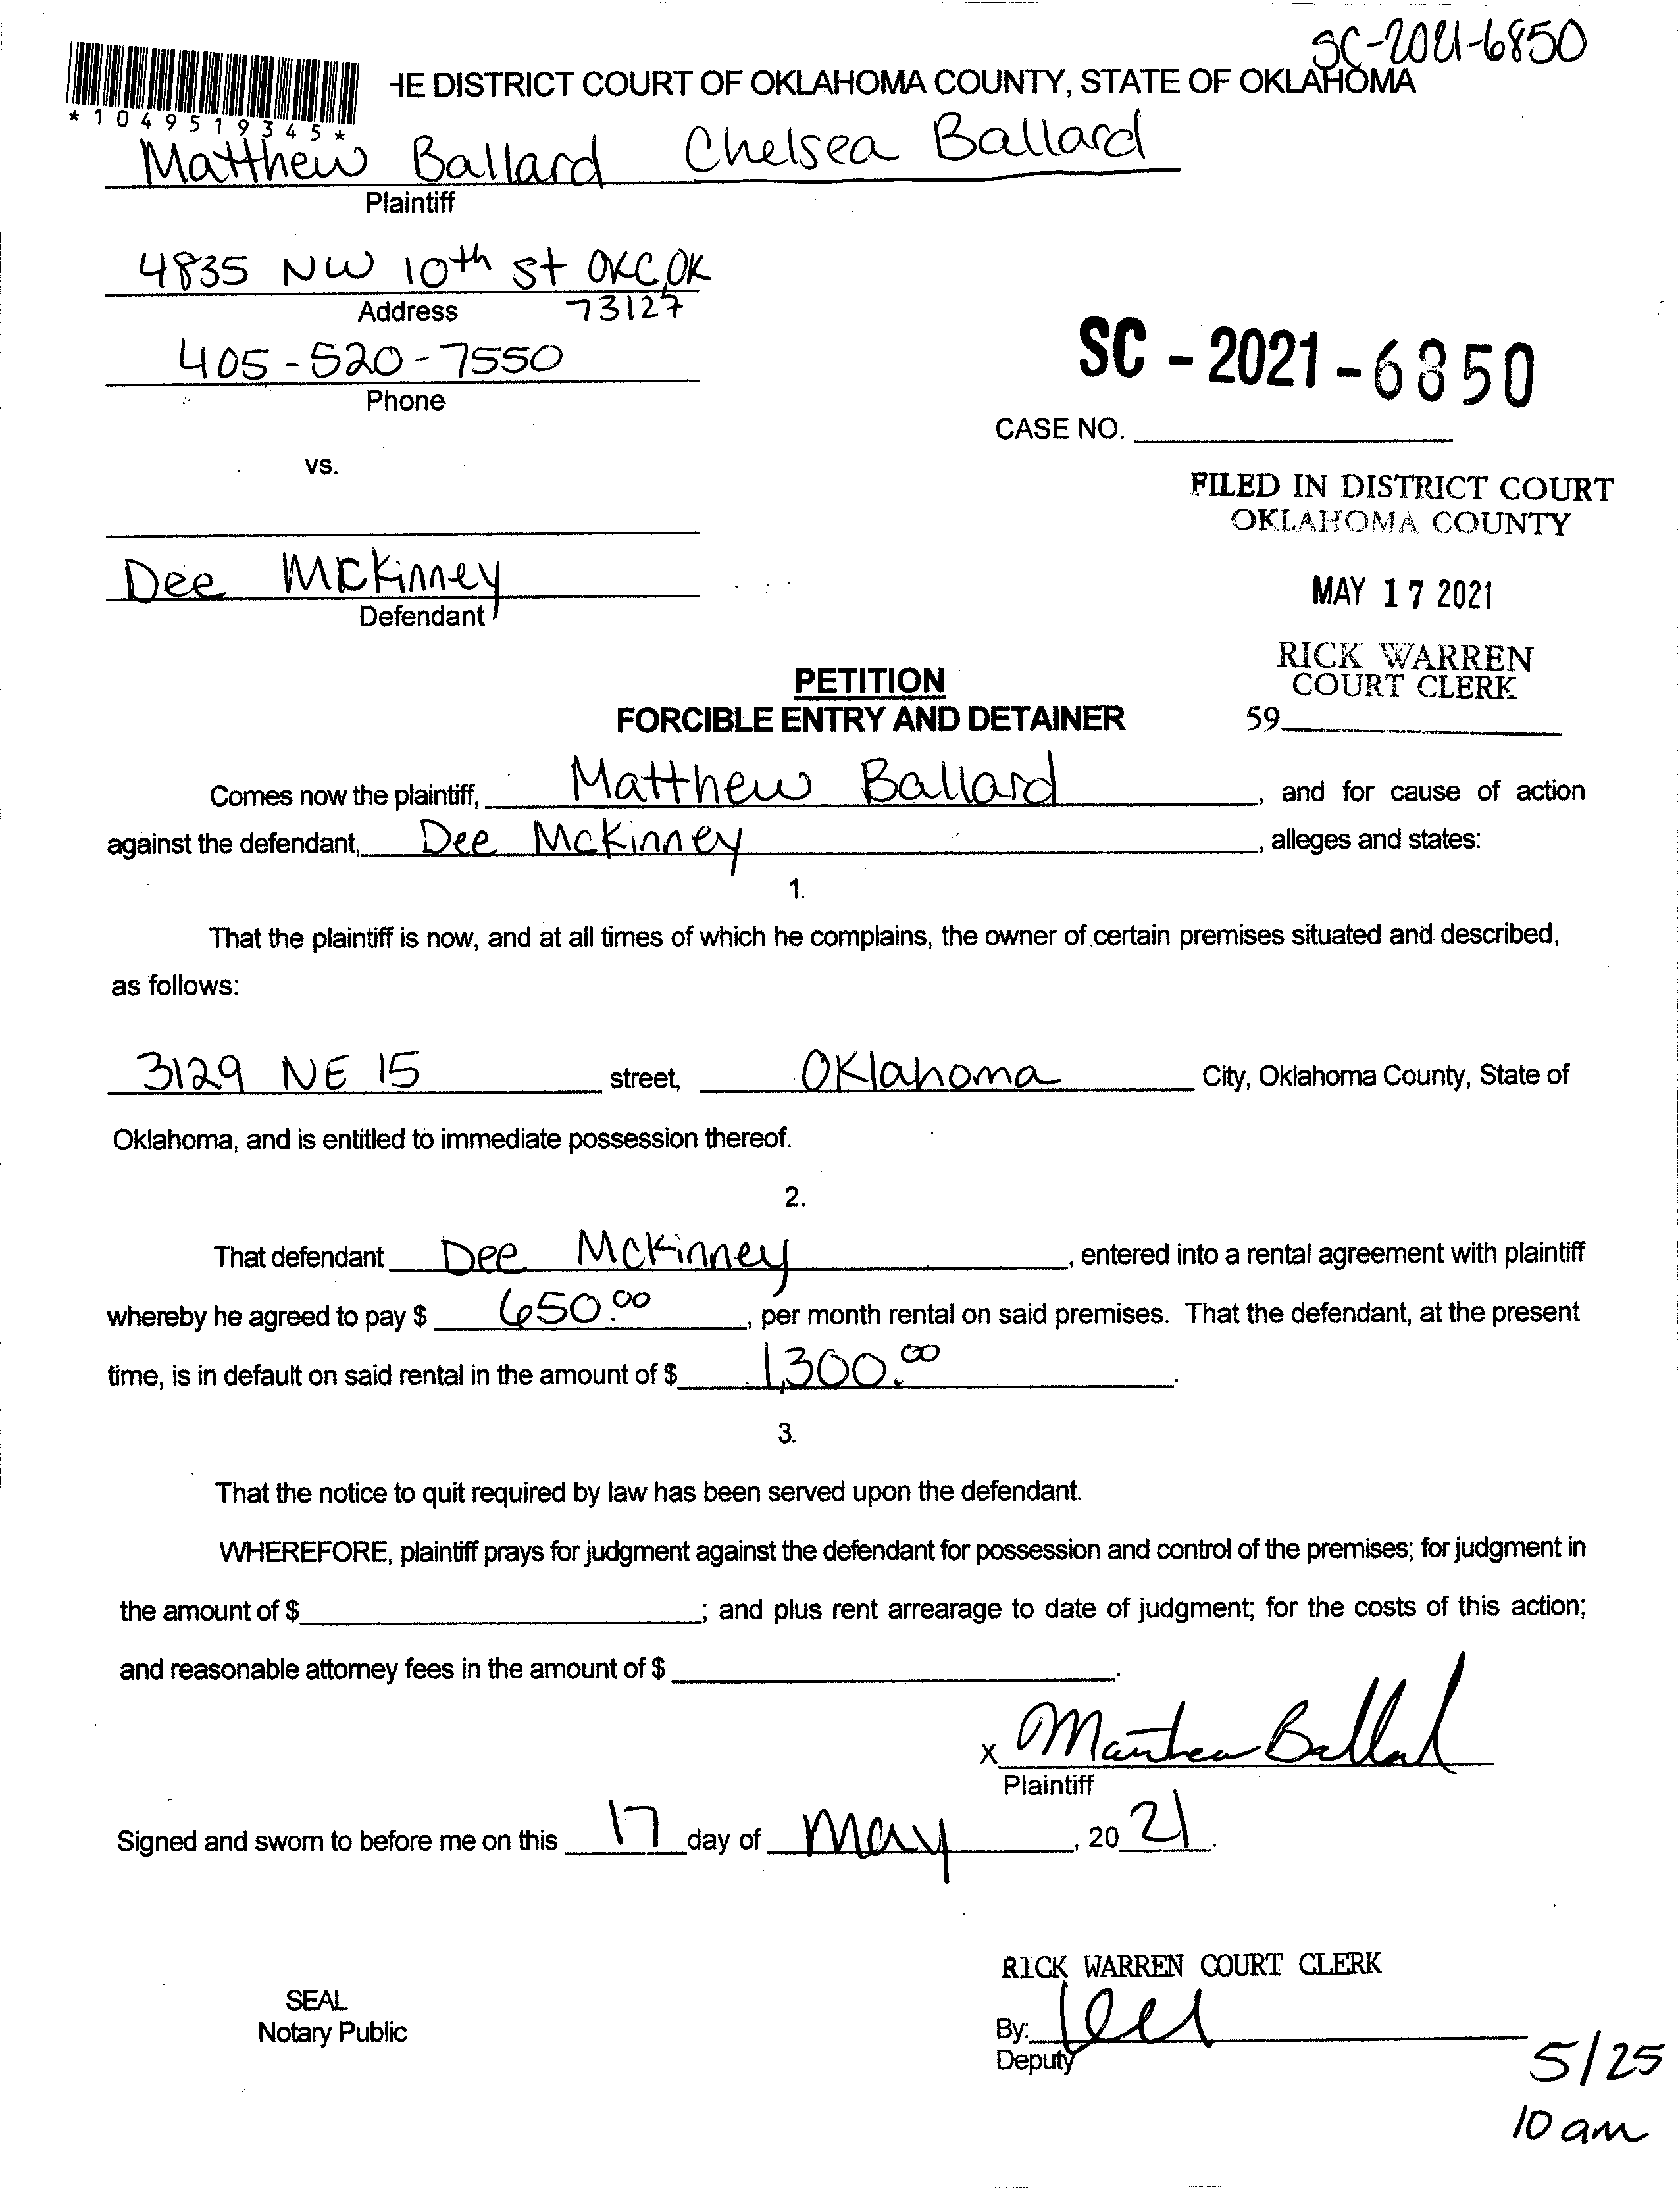 SC-2021-6850
HE DISTRICT COURT OF OKLAHOMA COUNTY, STATE OF OKLAHOMA
*1049519345*
Matthew Ballard Chelsea Ballard
Plaintiff
4835 NW 10th St OKC, OK
Address 73127
405-520-7550
Phone
SC - 2021 - 6850
CASE NO.
vs.
FILED IN DISTRICT COURT
OKLAHOMA COUNTY
Dee McKinney
Defendant
MAY 17 2021
RICK WARREN
COURT CLERK
59
PETITION
FORCIBLE ENTRY AND DETAINER
Comes now the plaintiff, Matthew Ballard, and for cause of action
against the defendant, Dee McKinney, alleges and states:
1.
That the plaintiff is now, and at all times of which he complains, the owner of certain premises situated and described,
as follows:
3129 NE 15 street, Oklahoma City, Oklahoma County, State of
Oklahoma, and is entitled to immediate possession thereof.
2.
That defendant Dee McKinney, entered into a rental agreement with plaintiff
whereby he agreed to pay $ 650.00, per month rental on said premises. That the defendant, at the present
time, is in default on said rental in the amount of $ 1,300.00.
3.
That the notice to quit required by law has been served upon the defendant.
WHEREFORE, plaintiff prays for judgment against the defendant for possession and control of the premises; for judgment in
the amount of $; and plus rent arrearage to date of judgment; for the costs of this action;
and reasonable attorney fees in the amount of $.
x Matthew Ballard
Plaintiff
Signed and sworn to before me on this 17 day of May, 2021.
RICK WARREN COURT CLERK
SEAL
Notary Public
By:
Deputy
5/25
10 am